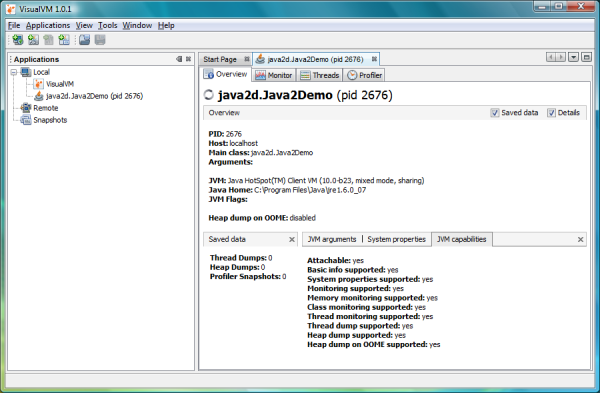 VisualVM 1.0.1
File Applications View Tools Window Help
Applications
Local
VisualVM
java2d.Java2Demo (pid 2676)
Remote
Snapshots
Start Page java2d.Java2Demo (pid 2676)
Overview Monitor Threads Profiler
java2d.Java2Demo (pid 2676)
Overview Saved data Details
PID: 2676
Host: localhost
Main class: java2d.Java2Demo
Arguments:
JVM: Java HotSpot(TM) Client VM (10.0-b23, mixed mode, sharing)
Java Home: C:\Program Files\Java\jre1.6.0_07
JVM Flags:
Heap dump on OOME: disabled
Saved data
Thread Dumps: 0
Heap Dumps: 0
Profiler Snapshots: 0
JVM arguments System properties JVM capabilities
Attachable: yes
Basic info supported: yes
System properties supported: yes
Monitoring supported: yes
Memory monitoring supported: yes
Class monitoring supported: yes
Thread monitoring supported: yes
Thread dump supported: yes
Heap dump supported: yes
Heap dump on OOME supported: yes